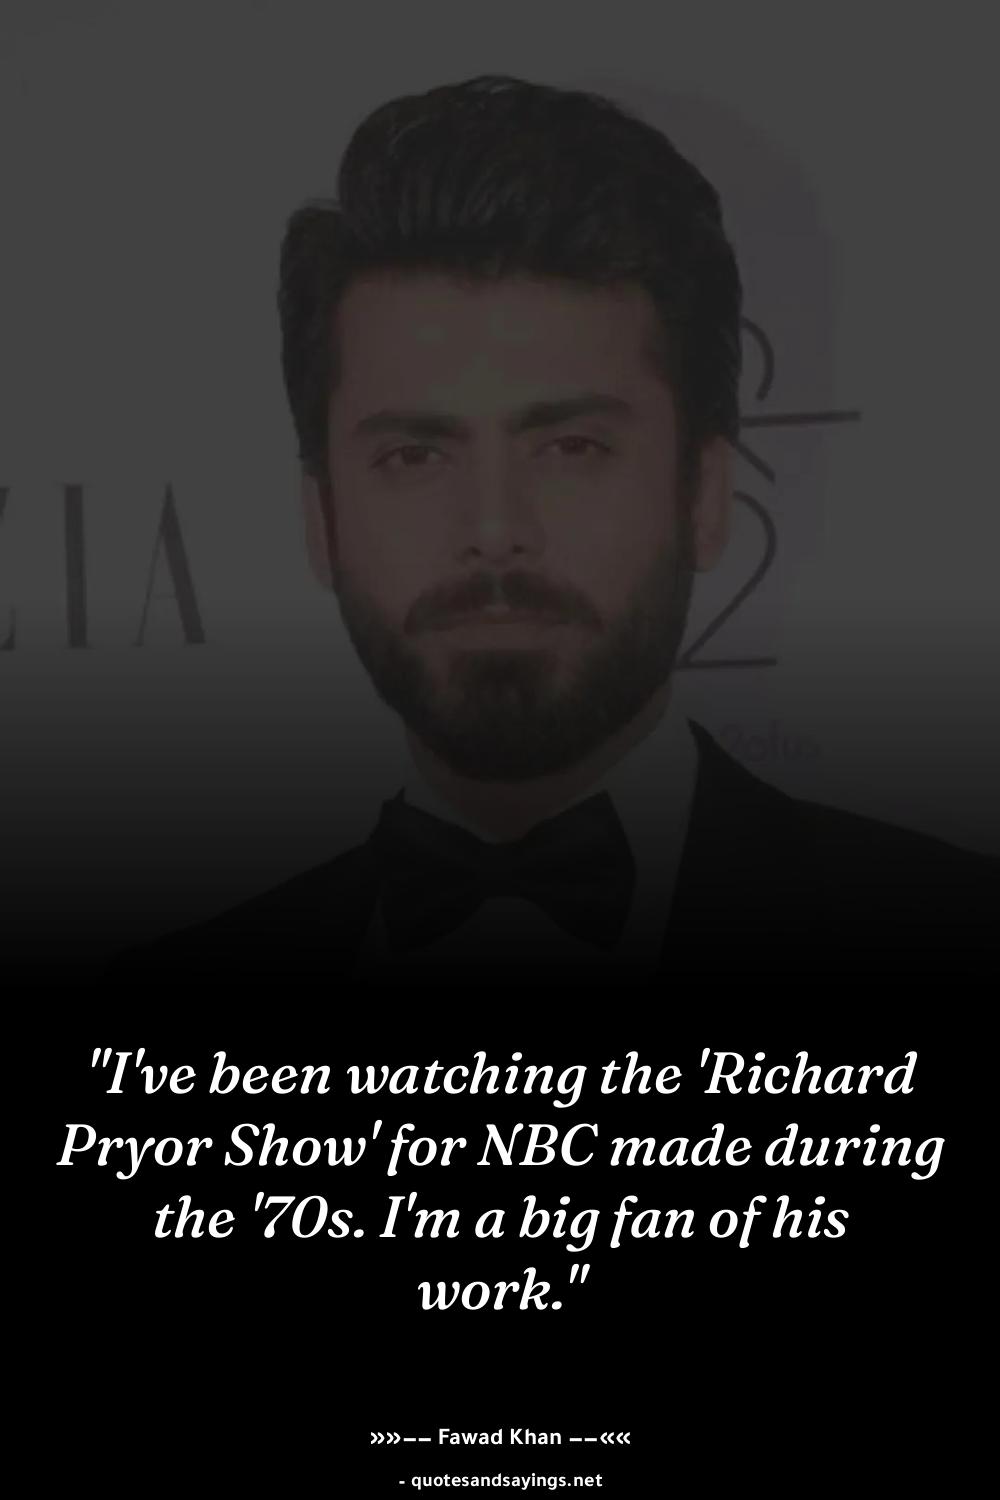 ZIA
"I've been watching the 'Richard
Pryor Show' for NBC made during
the '70s. I'm a big fan of his
work."
»»—— Fawad Khan ——««
- quotesandsayings.net